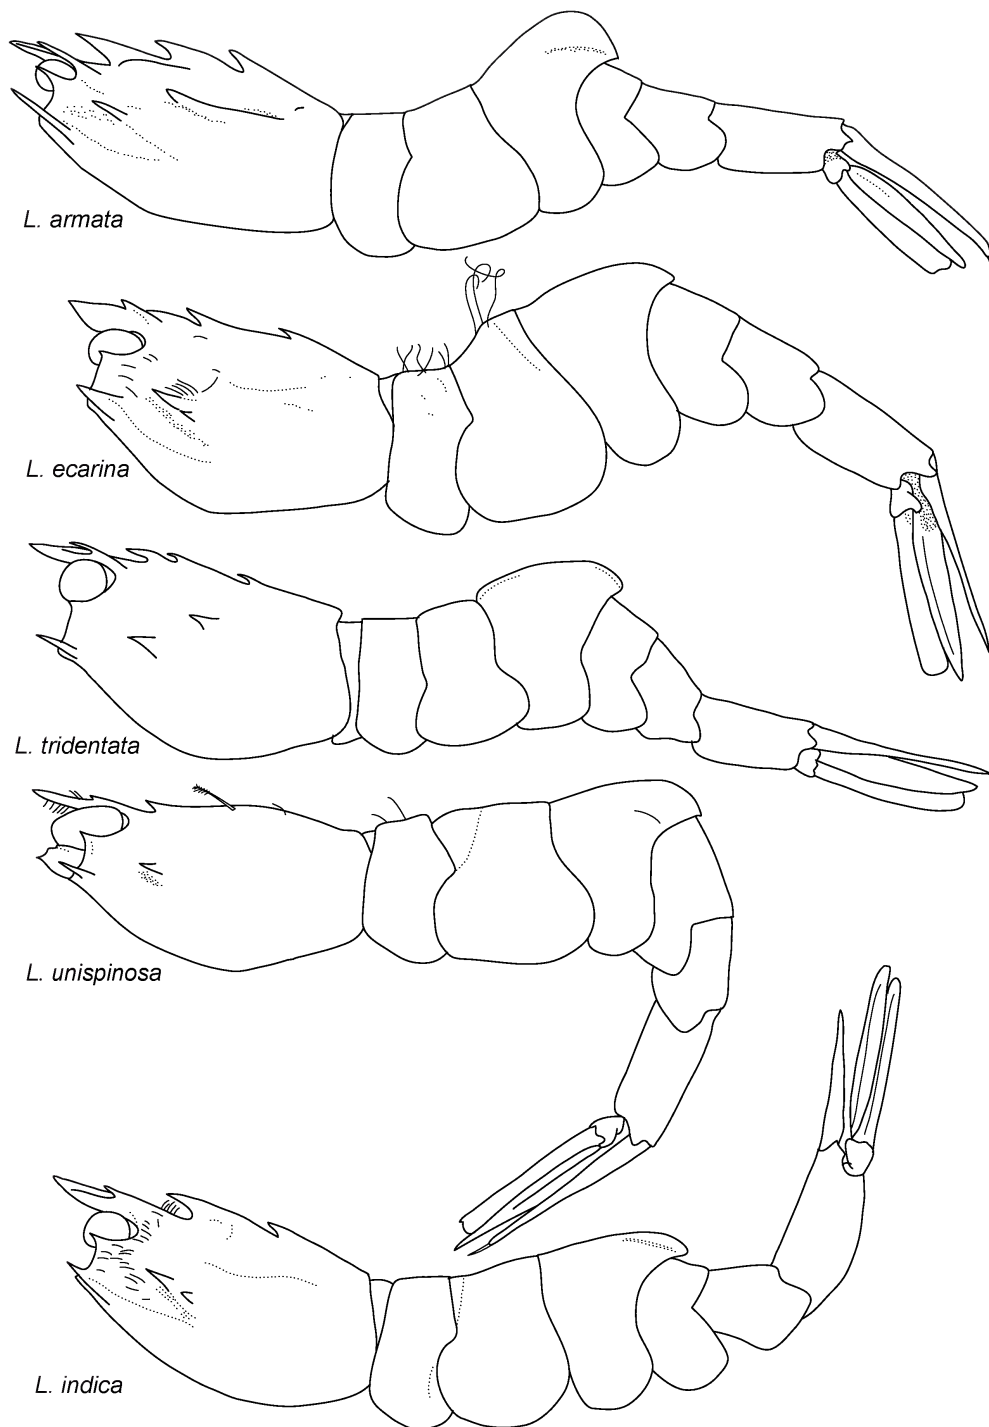 L. armata
L. ecarina
L. tridentata
L. unispinosa
L. indica